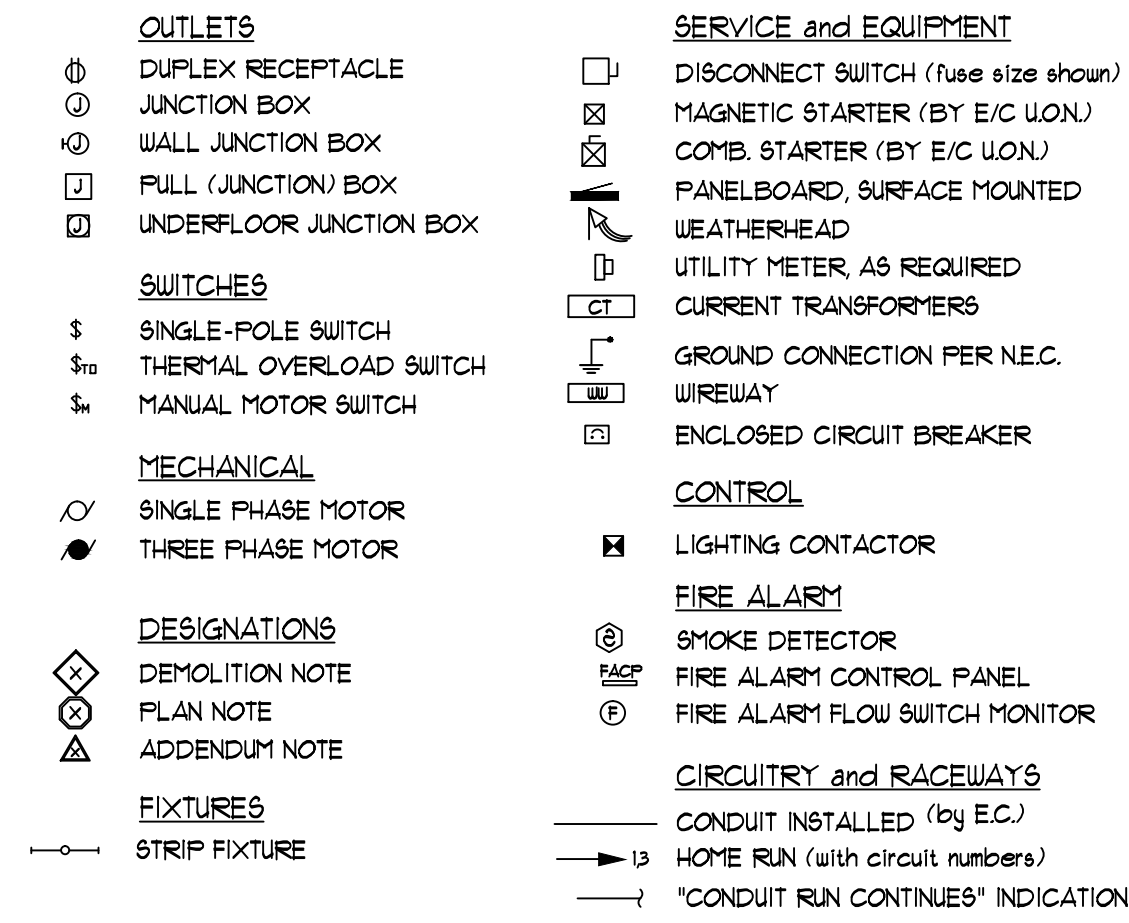 OUTLETS
DUPLEX RECEPTACLE
J JUNCTION BOX
J WALL JUNCTION BOX
J PULL (JUNCTION) BOX
J UNDERFLOOR JUNCTION BOX
SWITCHES
$ SINGLE-POLE SWITCH
$TO THERMAL OVERLOAD SWITCH
$M MANUAL MOTOR SWITCH
MECHANICAL
SINGLE PHASE MOTOR
THREE PHASE MOTOR
DESIGNATIONS
X DEMOLITION NOTE
X PLAN NOTE
X ADDENDUM NOTE
FIXTURES
STRIP FIXTURE
SERVICE and EQUIPMENT
DISCONNECT SWITCH (fuse size shown)
MAGNETIC STARTER (BY E/C U.O.N.)
COMB. STARTER (BY E/C U.O.N.)
PANELBOARD, SURFACE MOUNTED
WEATHERHEAD
UTILITY METER, AS REQUIRED
CT CURRENT TRANSFORMERS
GROUND CONNECTION PER N.E.C.
WW WIREWAY
ENCLOSED CIRCUIT BREAKER
CONTROL
LIGHTING CONTACTOR
FIRE ALARM
SMOKE DETECTOR
FACP FIRE ALARM CONTROL PANEL
F FIRE ALARM FLOW SWITCH MONITOR
CIRCUITRY and RACEWAYS
CONDUIT INSTALLED (by E.C.)
1,3 HOME RUN (with circuit numbers)
"CONDUIT RUN CONTINUES" INDICATION